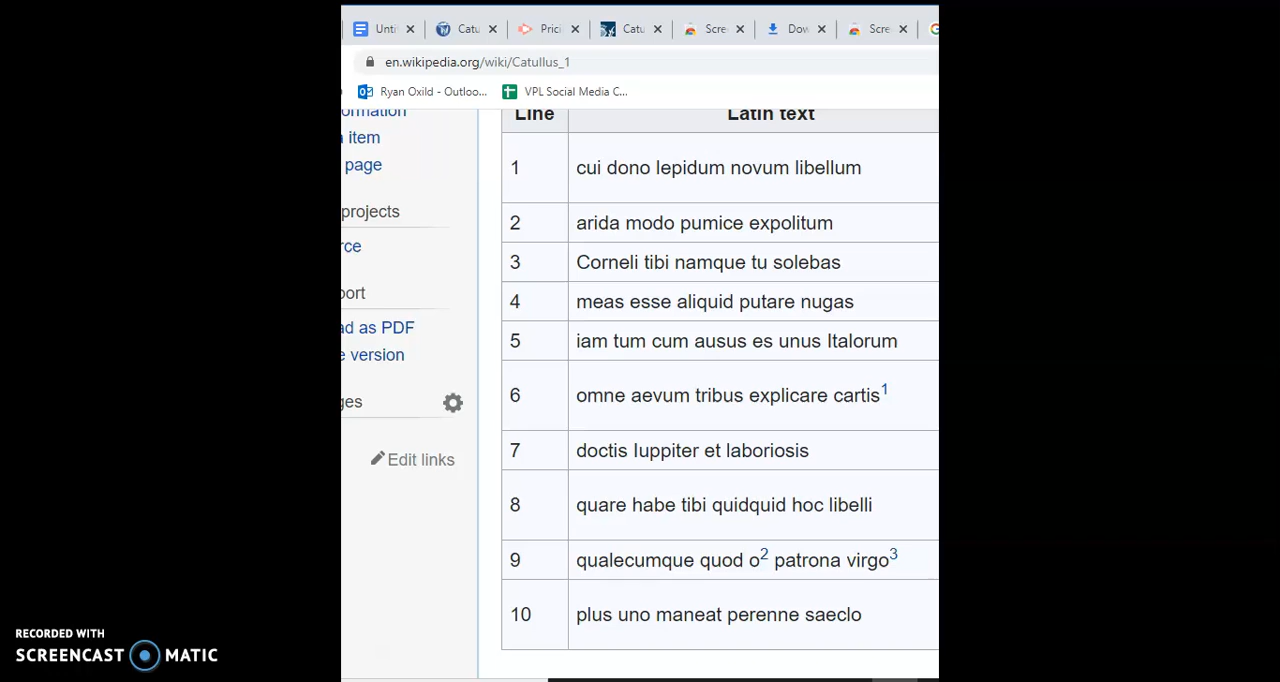 Unti Catu Prici Catu Scre Dow Scre
en.wikipedia.org/wiki/Catullus_1
Ryan Oxild - Outloo... VPL Social Media C...
ormation
item
page
projects
rce
port
ad as PDF
e version
ges
Edit links
Line Latin text
1 cui dono lepidum novum libellum
2 arida modo pumice expolitum
3 Corneli tibi namque tu solebas
4 meas esse aliquid putare nugas
5 iam tum cum ausus es unus Italorum
6 omne aevum tribus explicare cartis1
7 doctis Iuppiter et laboriosis
8 quare habe tibi quidquid hoc libelli
9 qualecumque quod o2 patrona virgo3
10 plus uno maneat perenne saeclo
RECORDED WITH
SCREENCAST MATIC